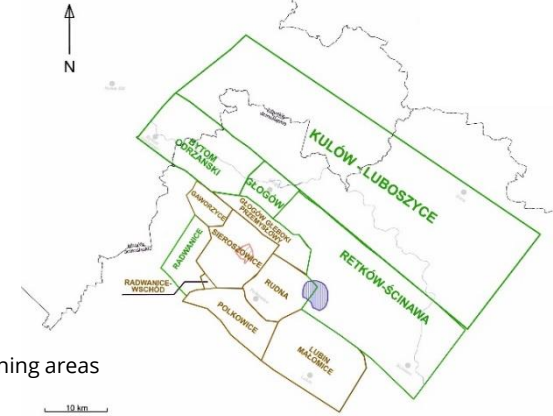 N
KULÓW - LUBOSZYCE
BYTOM
ODRZAŃSKI
GŁOGÓW
GŁOGÓW GŁĘBOKI
PRZEMYSŁOWY
GAWORZYCE
RADWANICE
SIEROSZOWICE
RETKÓW-ŚCINAWA
RADWANICE-
WSCHÓD
RUDNA
POLKOWICE
LUBIN
MAŁOMICE
ning areas
10 km